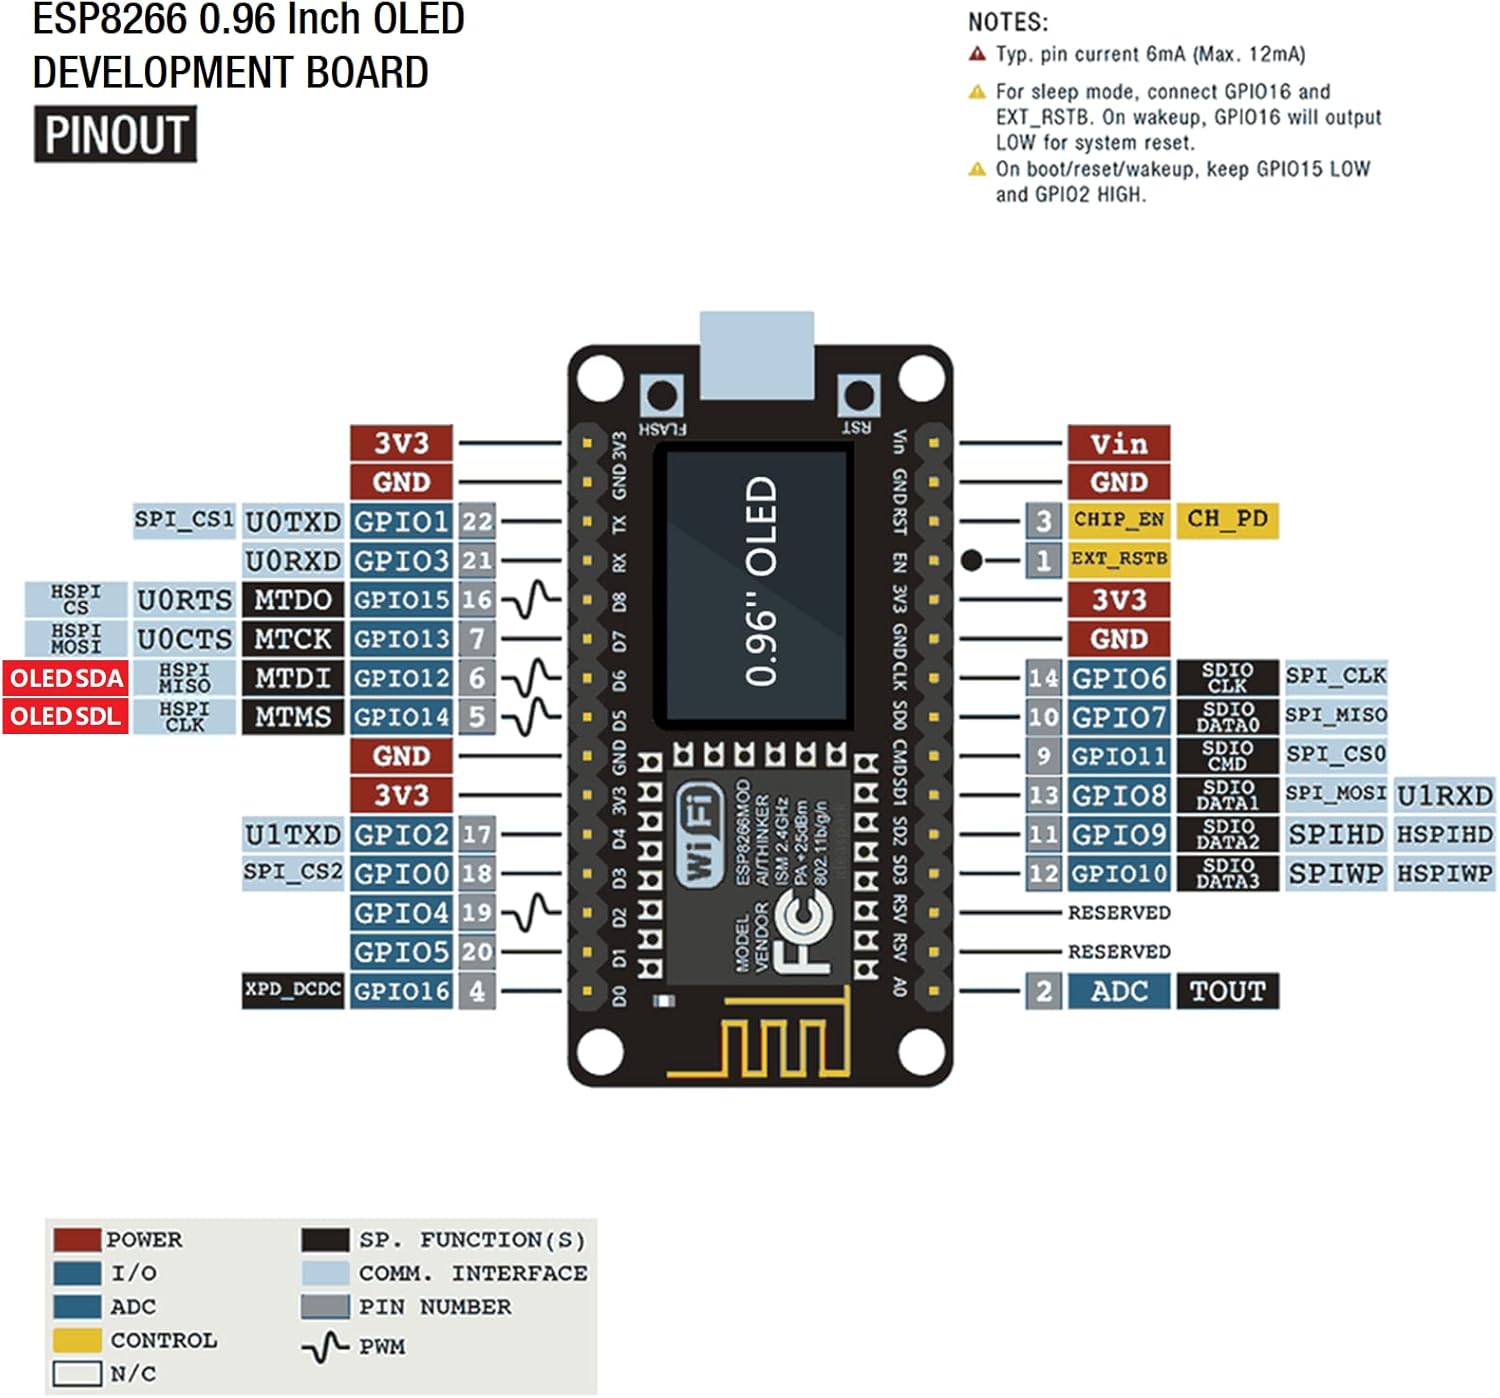 ESP8266 0.96 Inch OLED
DEVELOPMENT BOARD
PINOUT
NOTES:
Typ. pin current 6mA (Max. 12mA)
For sleep mode, connect GPIO16 and
EXT_RSTB. On wakeup, GPIO16 will output
LOW for system reset.
On boot/reset/wakeup, keep GPIO15 LOW
and GPIO2 HIGH.
FLASH
RST
3V3
GND
SPI_CS1 U0TXD GPIO1 22
U0RXD GPIO3 21
HSPI CS U0RTS MTDO GPIO15 16
HSPI MOSI U0CTS MTCK GPIO13 7
OLED SDA HSPI MISO MTDI GPIO12 6
OLED SDL HSPI CLK MTMS GPIO14 5
GND
3V3
U1TXD GPIO2 17
SPI_CS2 GPIO0 18
GPIO4 19
GPIO5 20
XPD_DCDC GPIO16 4
3V3
GND
TX
RX
D8
D7
D6
D5
GND
3V3
D4
D3
D2
D1
D0
0.96" OLED
WiFi
MODEL ESP8266MOD
VENDOR AI/THINKER
ISM 2.4GHz
PA +25dBm
802.11b/g/n
FC
Vin
GND
RST
EN
3V3
GND
CLK
SD0
CMD
SD1
SD2
SD3
RSV
RSV
A0
Vin
GND
3 CHIP_EN CH_PD
1 EXT_RSTB
3V3
GND
14 GPIO6 SDIO CLK SPI_CLK
10 GPIO7 SDIO DATA0 SPI_MISO
9 GPIO11 SDIO CMD SPI_CS0
13 GPIO8 SDIO DATA1 SPI_MOSI U1RXD
11 GPIO9 SDIO DATA2 SPIHD HSPIHD
12 GPIO10 SDIO DATA3 SPIWP HSPIWP
RESERVED
RESERVED
2 ADC TOUT
POWER
I/O
ADC
CONTROL
N/C
SP. FUNCTION(S)
COMM. INTERFACE
PIN NUMBER
PWM